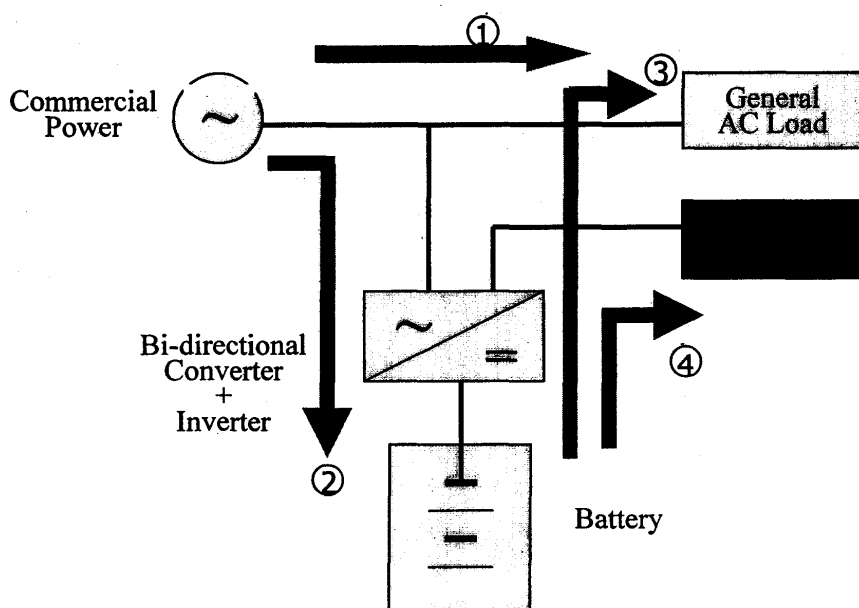 ①
③
Commercial
Power
~
General
AC Load
Bi-directional
Converter
+
Inverter
~
=
④
②
Battery